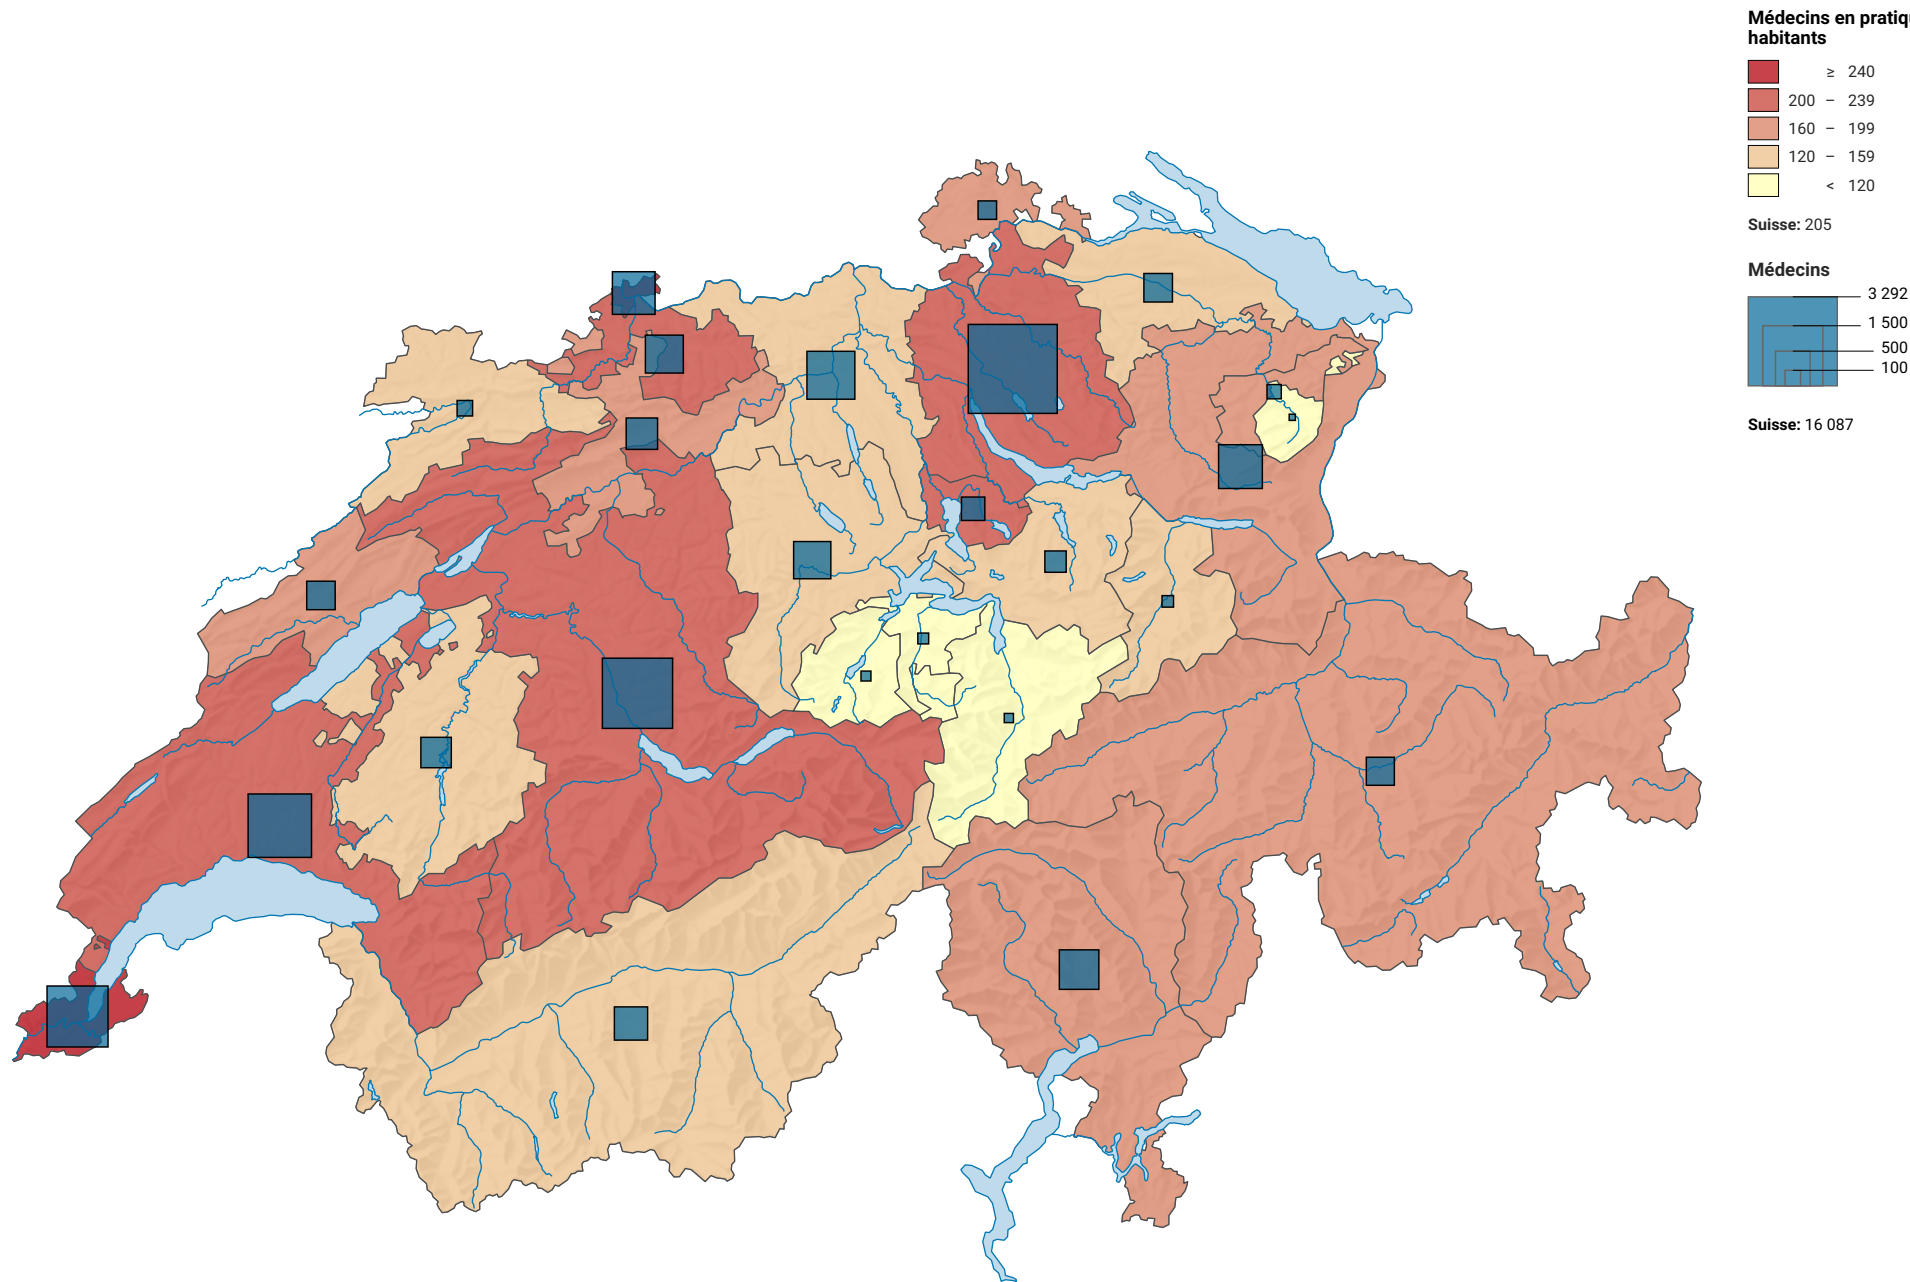 Médecins en
habitants
≥ 240
200 – 239
160 – 199
120 – 159
< 120
Suisse: 205
Médecins
3 292
1 500
500
100
Suisse: 16 087